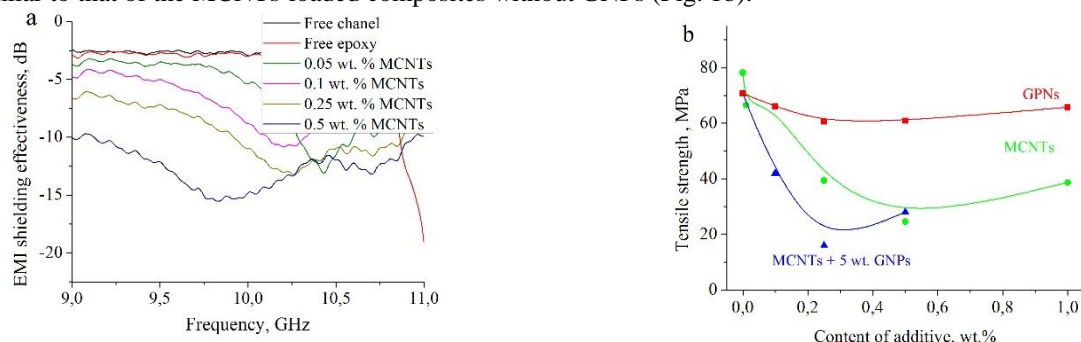 milar to that of the MCNTs loaded composites without GNPs (Fig. 1b).
a
EMI shielding effectiveness, dB
0
-5
-10
-15
-20
Free chanel
Free epoxy
0.05 wt. % MCNTs
0.1 wt. % MCNTs
0.25 wt. % MCNTs
0.5 wt. % MCNTs
9,0 9,5 10,0 10,5 11,0
Frequency, GHz
b
Tensile strength , MPa
80
60
40
20
0
GPNs
MCNTs
MCNTs + 5 wt. GNPs
0,0 0,2 0,4 0,6 0,8 1,0
Content of additive, wt.%